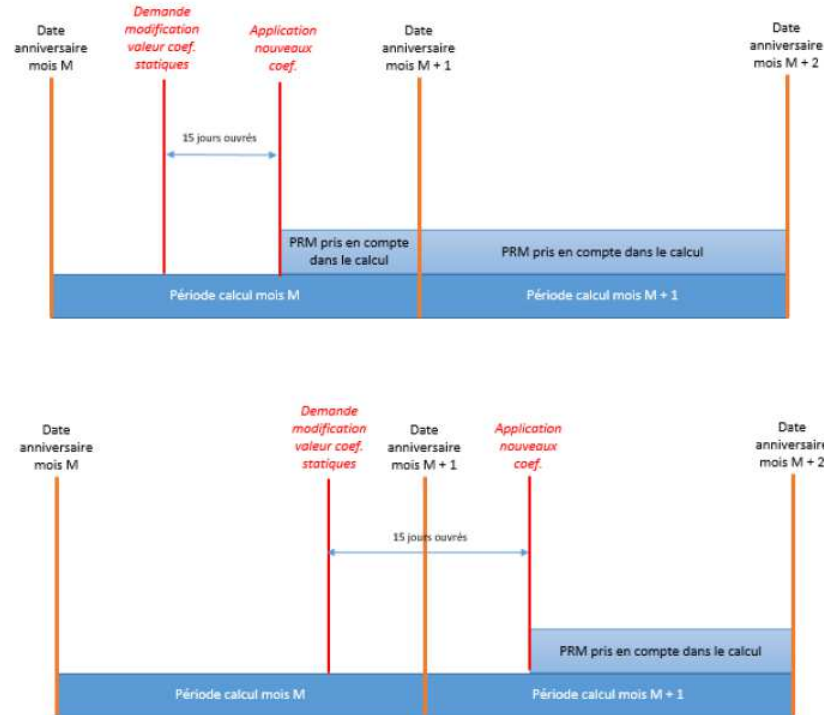 Date
anniversaire
mois M
Demande
modification
valeur coef.
statiques
Application
nouveaux
coef.
Date
anniversaire
mois M + 1
Date
anniversaire
mois M + 2
15 jours ouvrés
PRM pris en compte
dans le calcul
PRM pris en compte dans le calcul
Période calcul mois M
Période calcul mois M + 1
Date
anniversaire
mois M
Demande
modification
valeur coef.
statiques
Date
anniversaire
mois M + 1
Application
nouveaux
coef.
Date
anniversaire
mois M + 2
15 jours ouvrés
PRM pris en compte dans le calcul
Période calcul mois M
Période calcul mois M + 1